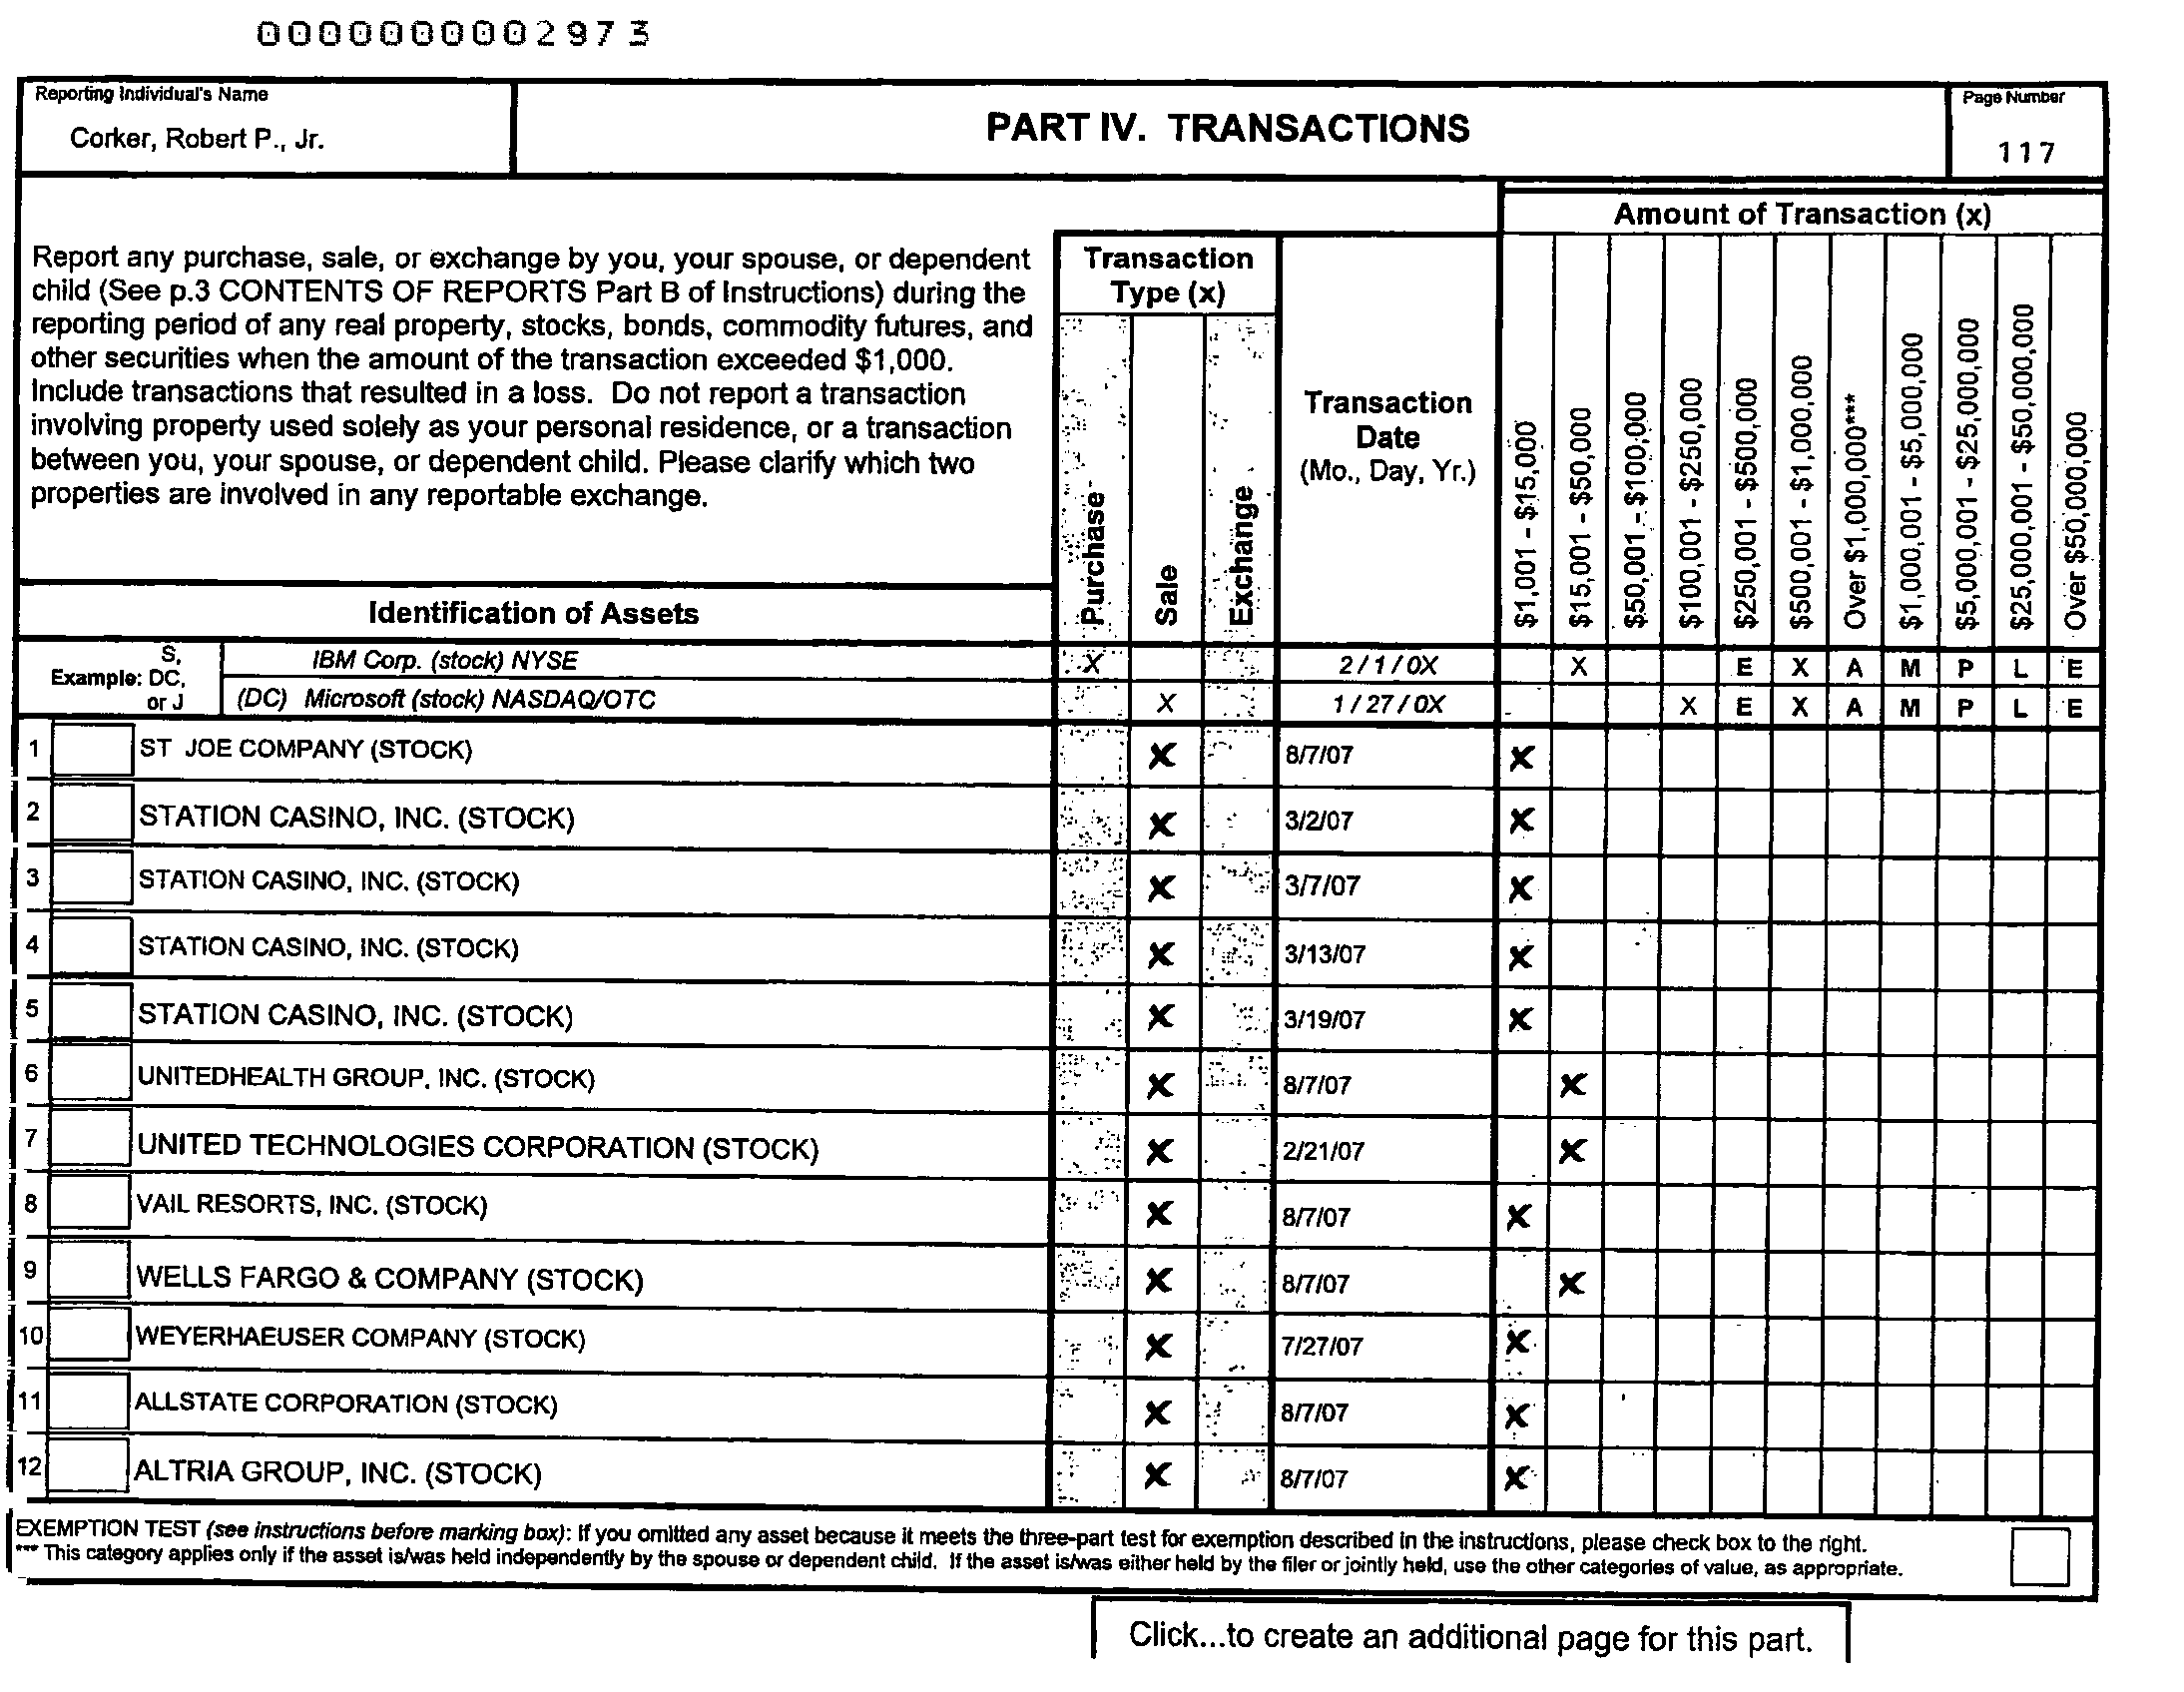 0000000002973
Reporting Individual's Name
Corker, Robert P., Jr.
PART IV. TRANSACTIONS
Page Number
117
Amount of Transaction (x)
Report any purchase, sale, or exchange by you, your spouse, or dependent
child (See p.3 CONTENTS OF REPORTS Part B of Instructions) during the
reporting period of any real property, stocks, bonds, commodity futures, and
other securities when the amount of the transaction exceeded $1,000.
Include transactions that resulted in a loss. Do not report a transaction
involving property used solely as your personal residence, or a transaction
between you, your spouse, or dependent child. Please clarify which two
properties are involved in any reportable exchange.
Transaction
Type (x)
Purchase
Sale
Exchange
Transaction
Date
(Mo., Day, Yr.)
$1,001 - $15,000
$15,001 - $50,000
$50,001 - $100,000
$100,001 - $250,000
$250,001 - $500,000
$500,001 - $1,000,000
Over $1,000,000***
$1,000,001 - $5,000,000
$5,000,001 - $25,000,000
$25,000,001 - $50,000,000
Over $50,000,000
Identification of Assets
Example: S, DC, or J
IBM Corp. (stock) NYSE X 2/1/0X X E X A M P L E
(DC) Microsoft (stock) NASDAQ/OTC X 1/27/0X X E X A M P L E
1 ST JOE COMPANY (STOCK) X 8/7/07 X
2 STATION CASINO, INC. (STOCK) X 3/2/07 X
3 STATION CASINO, INC. (STOCK) X 3/7/07 X
4 STATION CASINO, INC. (STOCK) X 3/13/07 X
5 STATION CASINO, INC. (STOCK) X 3/19/07 X
6 UNITEDHEALTH GROUP, INC. (STOCK) X 8/7/07 X
7 UNITED TECHNOLOGIES CORPORATION (STOCK) X 2/21/07 X
8 VAIL RESORTS, INC. (STOCK) X 8/7/07 X
9 WELLS FARGO & COMPANY (STOCK) X 8/7/07 X
10 WEYERHAEUSER COMPANY (STOCK) X 7/27/07 X
11 ALLSTATE CORPORATION (STOCK) X 8/7/07 X
12 ALTRIA GROUP, INC. (STOCK) X 8/7/07 X
EXEMPTION TEST (see instructions before marking box): If you omitted any asset because it meets the three-part test for exemption described in the instructions, please check box to the right.
*** This category applies only if the asset is/was held independently by the spouse or dependent child. If the asset is/was either held by the filer or jointly held, use the other categories of value, as appropriate.
Click...to create an additional page for this part.